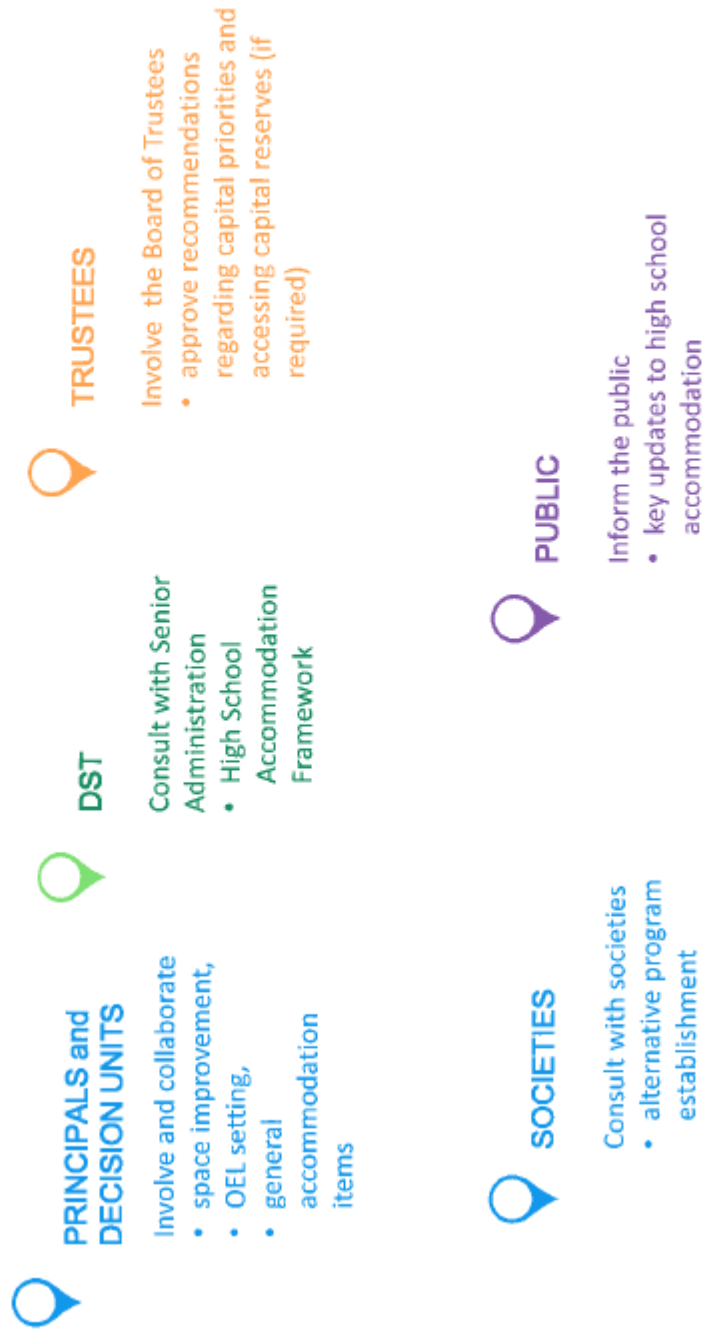 PRINCIPALS and
DECISION UNITS
Involve and collaborate
• space improvement,
• OEL setting,
• general
accommodation
items
DST
Consult with Senior
Administration
• High School
Accommodation
Framework
TRUSTEES
Involve the Board of Trustees
• approve recommendations
regarding capital priorities and
accessing capital reserves (if
required)
SOCIETIES
Consult with societies
• alternative program
establishment
PUBLIC
Inform the public
• key updates to high school
accommodation